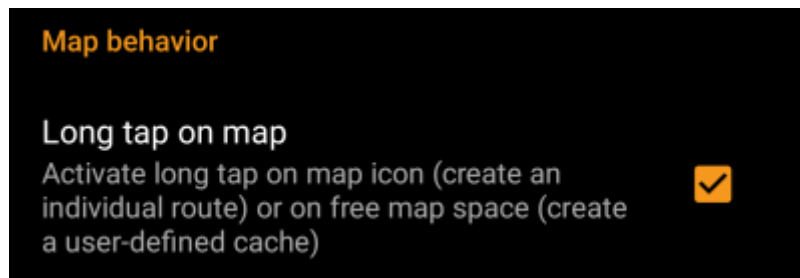 Map behavior
Long tap on map
Activate long tap on map icon (create an
individual route) or on free map space (create
a user-defined cache)